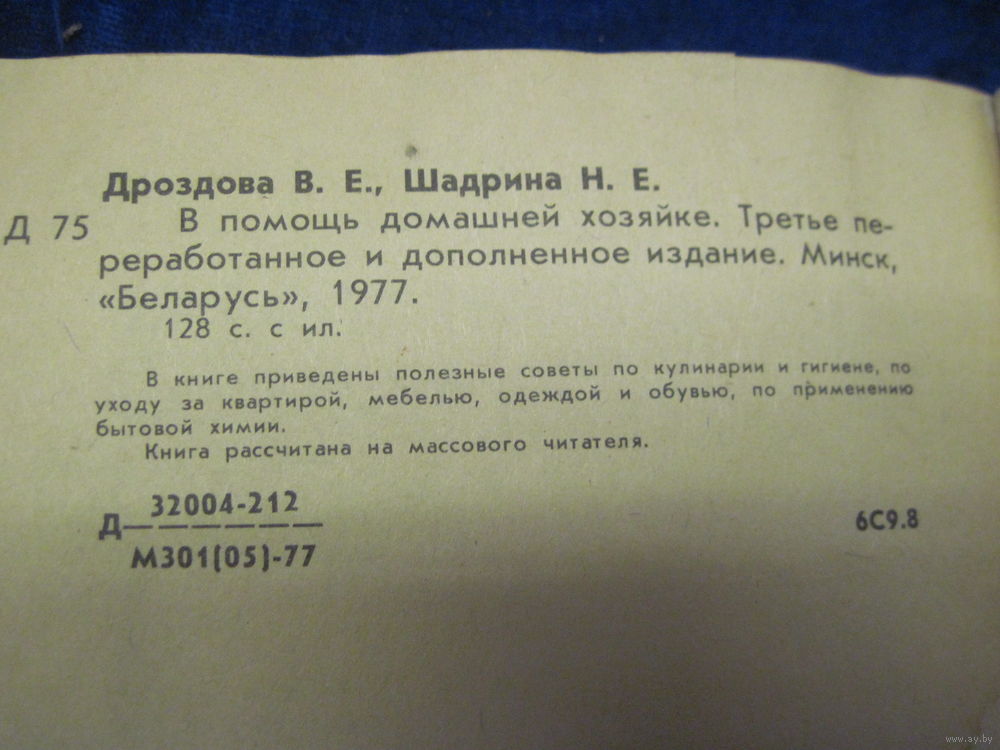 Дроздова В. Е., Шадрина Н. Е.
Д 75 В помощь домашней хозяйке. Третье пе-
реработанное и дополненное издание. Минск,
«Беларусь», 1977.
128 с. с ил.
В книге приведены полезные советы по кулинарии и гигиене, по
уходу за квартирой, мебелью, одеждой и обувью, по применению
бытовой химии.
Книга рассчитана на массового читателя.
32004-212
Д——————
М301(05)-77
6С9.8
www.ay.by